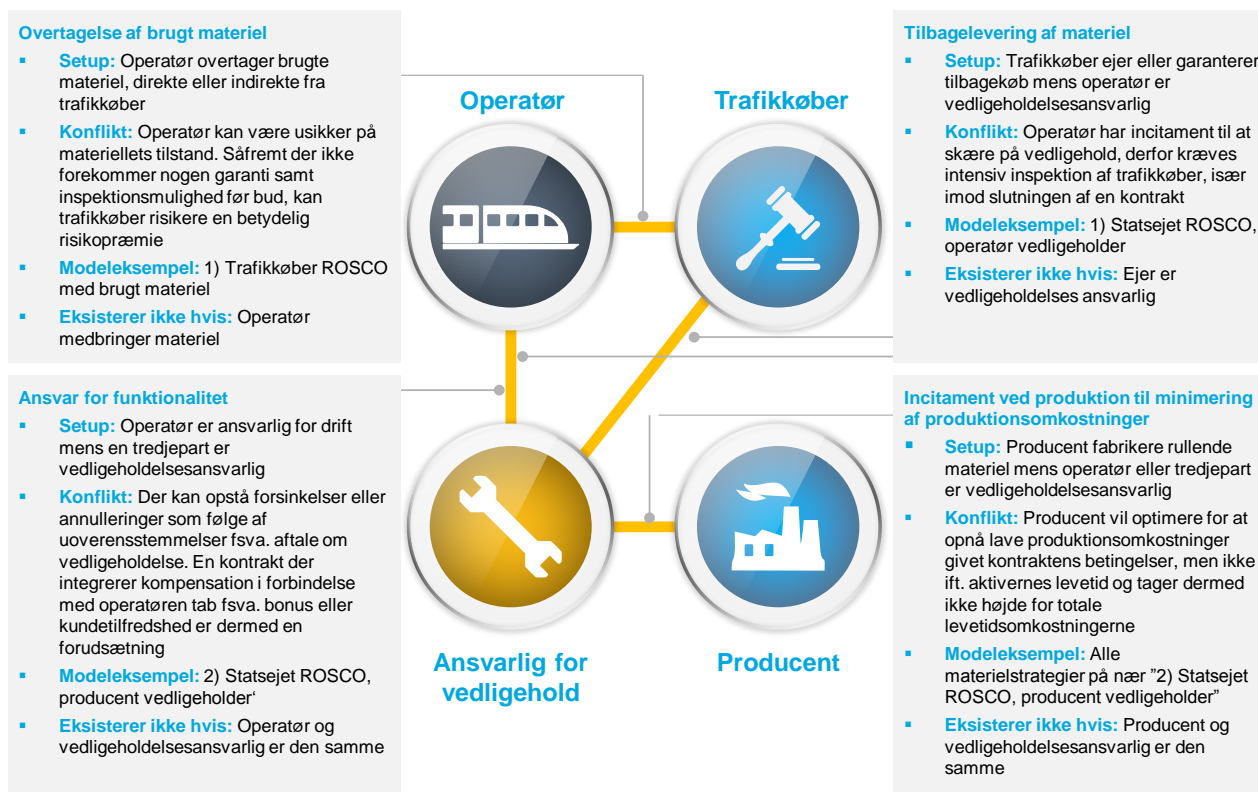 Overtagelse af brugt materiel
▪ Setup: Operatør overtager brugte
materiel, direkte eller indirekte fra
trafikkøber
▪ Konflikt: Operatør kan være usikker på
materiellets tilstand. Såfremt der ikke
forekommer nogen garanti samt
inspektionsmulighed før bud, kan
trafikkøber risikere en betydelig
risikopræmie
▪ Modeleksempel: 1) Trafikkøber ROSCO
med brugt materiel
▪ Eksisterer ikke hvis: Operatør
medbringer materiel
Operatør
Trafikkøber
Tilbagelevering af materiel
▪ Setup: Trafikkøber ejer eller garanterer
tilbagekøb mens operatør er
vedligeholdelsesansvarlig
▪ Konflikt: Operatør har incitament til at
skære på vedligehold, derfor kræves
intensiv inspektion af trafikkøber, især
imod slutningen af en kontrakt
▪ Modeleksempel: 1) Statsejet ROSCO,
operatør vedligeholder
▪ Eksisterer ikke hvis: Ejer er
vedligeholdelses ansvarlig
Ansvar for funktionalitet
▪ Setup: Operatør er ansvarlig for drift
mens en tredjepart er
vedligeholdelsesansvarlig
▪ Konflikt: Der kan opstå forsinkelser eller
annulleringer som følge af
uoverensstemmelser fsva. aftale om
vedligeholdelse. En kontrakt der
integrerer kompensation i forbindelse
med operatøren tab fsva. bonus eller
kundetilfredshed er dermed en
forudsætning
▪ Modeleksempel: 2) Statsejet ROSCO,
producent vedligeholder‘
▪ Eksisterer ikke hvis: Operatør og
vedligeholdelsesansvarlig er den samme
Ansvarlig for
vedligehold
Producent
Incitament ved produktion til minimering
af produktionsomkostninger
▪ Setup: Producent fabrikere rullende
materiel mens operatør eller tredjepart
er vedligeholdelsesansvarlig
▪ Konflikt: Producent vil optimere for at
opnå lave produktionsomkostninger
givet kontraktens betingelser, men ikke
ift. aktivernes levetid og tager dermed
ikke højde for totale
levetidsomkostningerne
▪ Modeleksempel: Alle
materielstrategier på nær ”2) Statsejet
ROSCO, producent vedligeholder”
▪ Eksisterer ikke hvis: Producent og
vedligeholdelsesansvarlig er den
samme